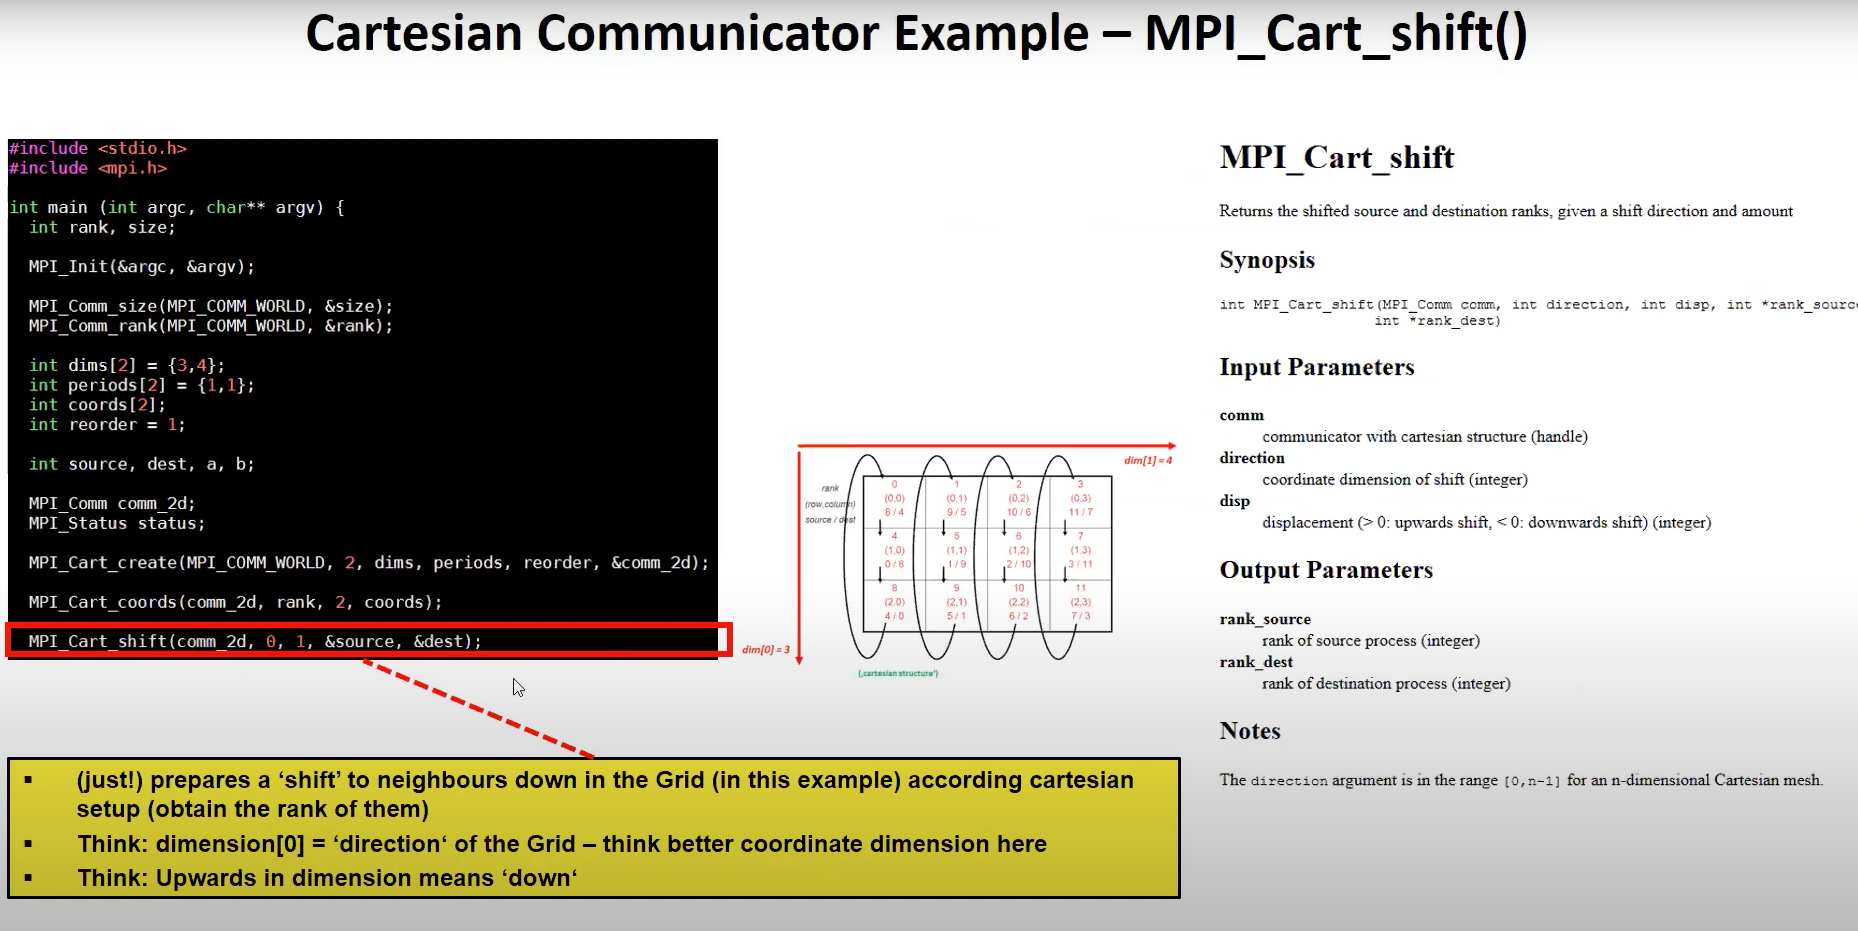 Cartesian Communicator Example – MPI_Cart_shift()
#include <stdio.h>
#include <mpi.h>
int main (int argc, char** argv) {
int rank, size;
MPI_Init(&argc, &argv);
MPI_Comm_size(MPI_COMM_WORLD, &size);
MPI_Comm_rank(MPI_COMM_WORLD, &rank);
int dims[2] = {3,4};
int periods[2] = {1,1};
int coords[2];
int reorder = 1;
int source, dest, a, b;
MPI_Comm comm_2d;
MPI_Status status;
MPI_Cart_create(MPI_COMM_WORLD, 2, dims, periods, reorder, &comm_2d);
MPI_Cart_coords(comm_2d, rank, 2, coords);
MPI_Cart_shift(comm_2d, 0, 1, &source, &dest);
dim[1] = 4
rank
(row,column)
source / dest
0 1 2 3
(0,0) (0,1) (0,2) (0,3)
8 / 4 9 / 5 10 / 6 11 / 7
4 5 6 7
(1,0) (1,1) (1,2) (1,3)
0 / 8 1 / 9 2 / 10 3 / 11
8 9 10 11
(2,0) (2,1) (2,2) (2,3)
4 / 0 5 / 1 6 / 2 7 / 3
dim[0] = 3
(‚cartesian structure')
MPI_Cart_shift
Returns the shifted source and destination ranks, given a shift direction and amount
Synopsis
int MPI_Cart_shift(MPI_Comm comm, int direction, int disp, int *rank_source
int *rank_dest)
Input Parameters
comm
communicator with cartesian structure (handle)
direction
coordinate dimension of shift (integer)
disp
displacement (> 0: upwards shift, < 0: downwards shift) (integer)
Output Parameters
rank_source
rank of source process (integer)
rank_dest
rank of destination process (integer)
Notes
The direction argument is in the range [0,n-1] for an n-dimensional Cartesian mesh.
▪ (just!) prepares a ‘shift’ to neighbours down in the Grid (in this example) according cartesian
setup (obtain the rank of them)
▪ Think: dimension[0] = ‘direction‘ of the Grid – think better coordinate dimension here
▪ Think: Upwards in dimension means ‘down‘